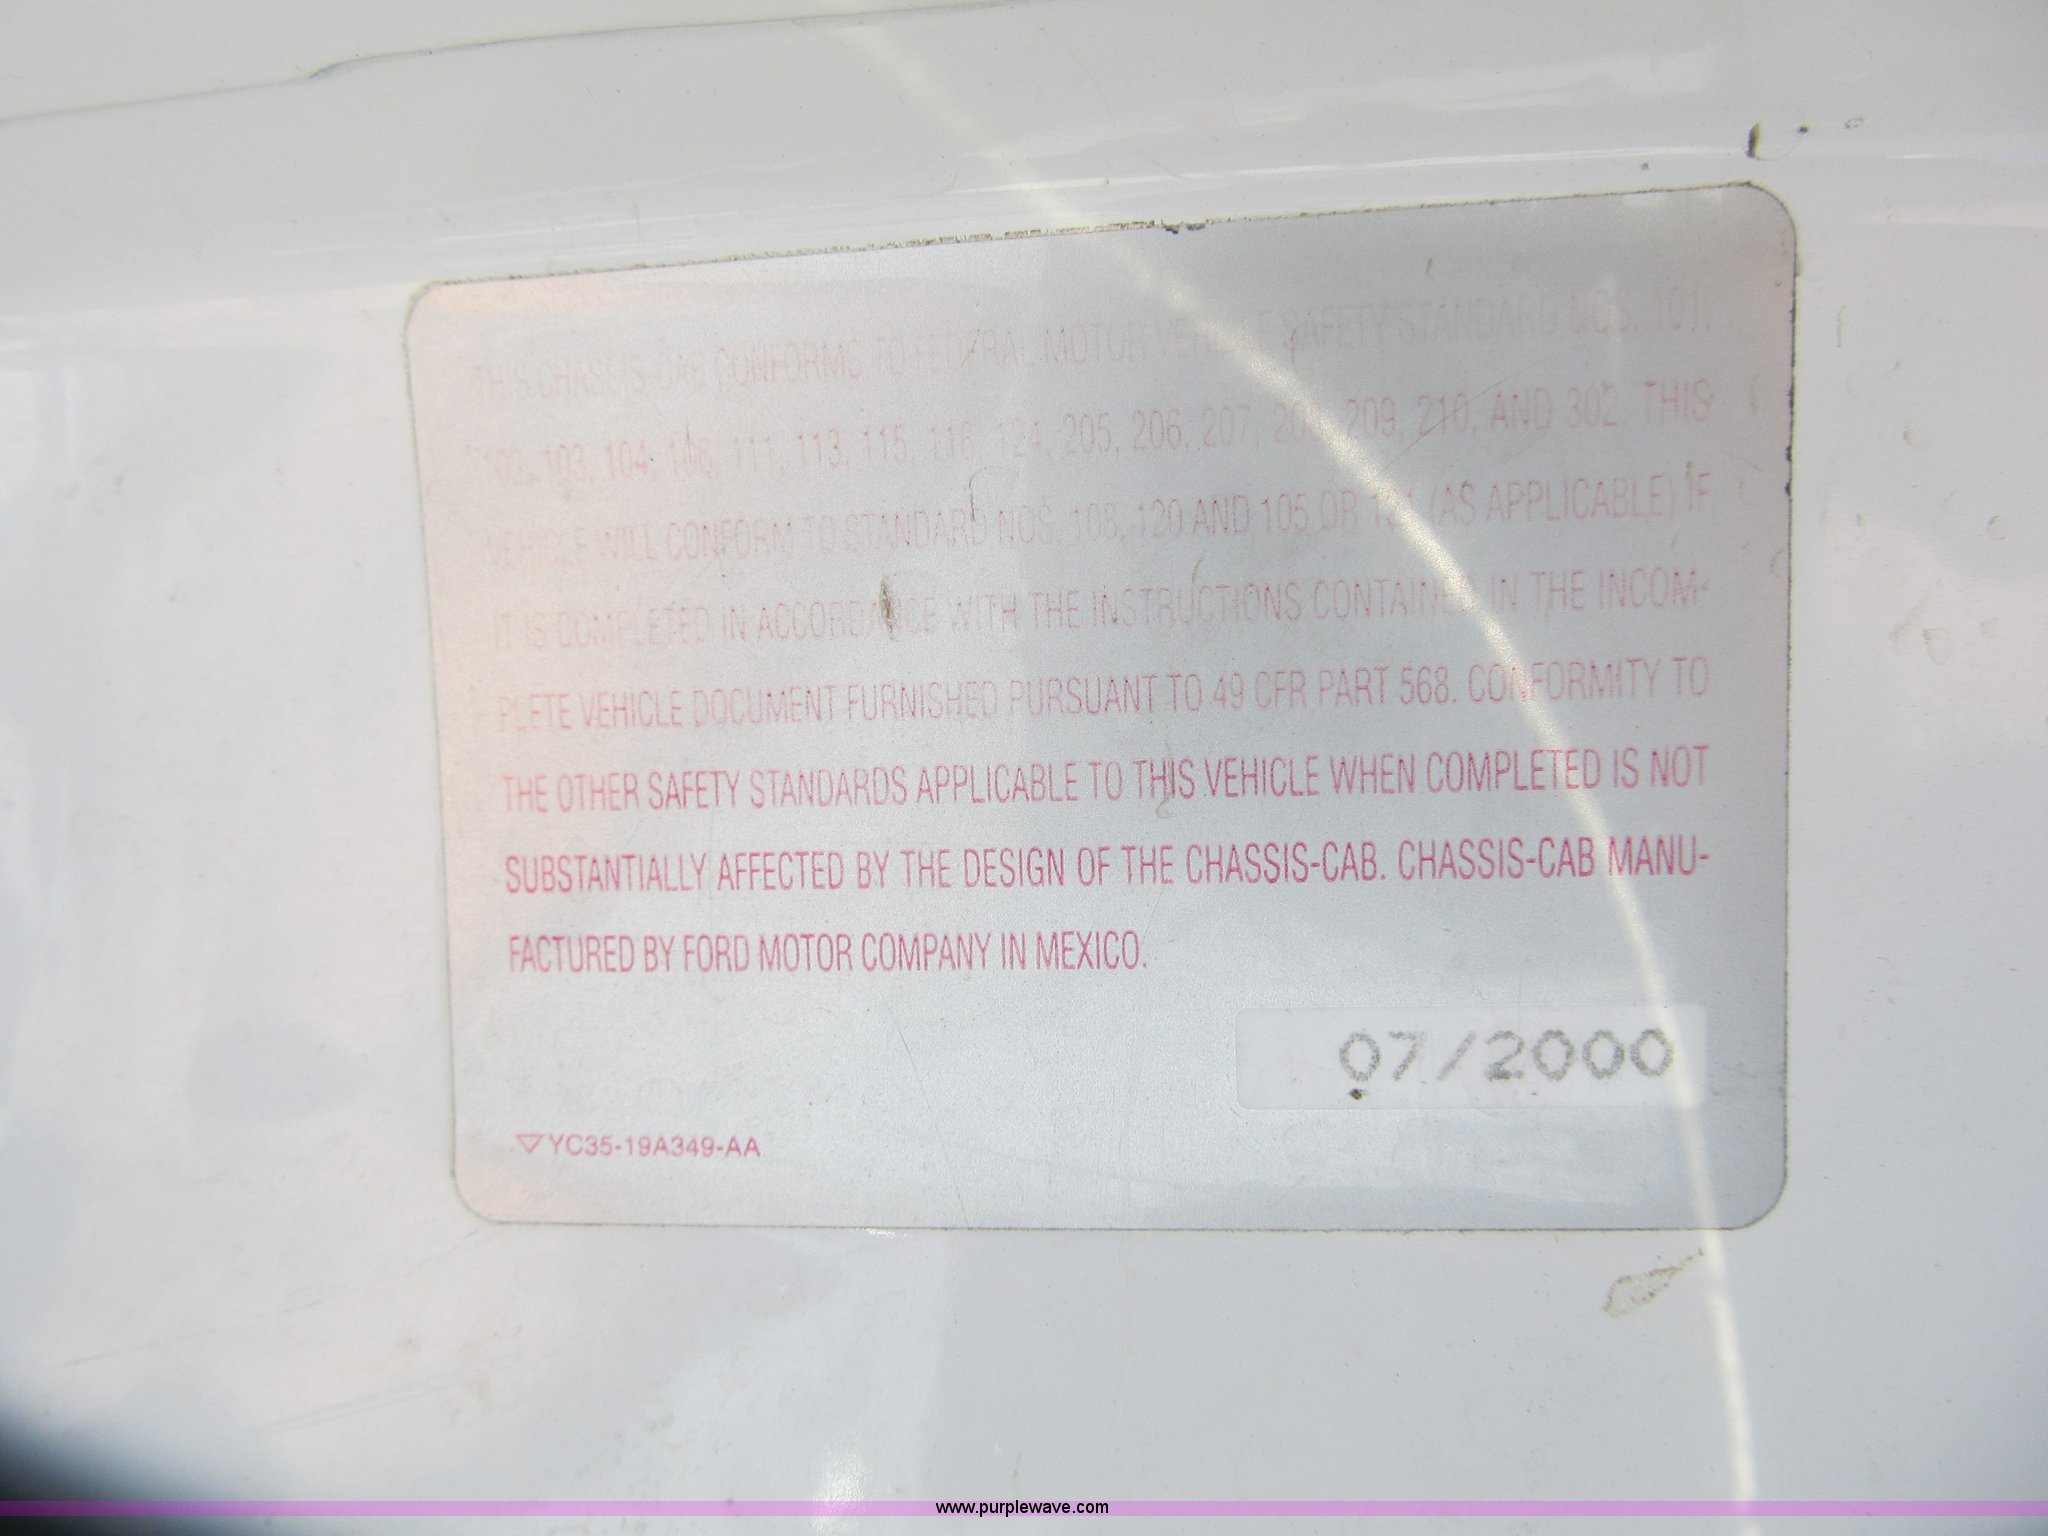 THIS CHASSIS-CAB CONFORMS TO FEDERAL MOTOR VEHICLE SAFETY STANDARD NOS. 101,
102, 103, 104, 106, 111, 113, 115, 116, 124, 205, 206, 207, 208, 209, 210, AND 302. THIS
VEHICLE WILL CONFORM TO STANDARD NOS. 108, 120 AND 105 OR 121 (AS APPLICABLE) IF
IT IS COMPLETED IN ACCORDANCE WITH THE INSTRUCTIONS CONTAINED IN THE INCOM-
PLETE VEHICLE DOCUMENT FURNISHED PURSUANT TO 49 CFR PART 568. CONFORMITY TO
THE OTHER SAFETY STANDARDS APPLICABLE TO THIS VEHICLE WHEN COMPLETED IS NOT
SUBSTANTIALLY AFFECTED BY THE DESIGN OF THE CHASSIS-CAB. CHASSIS-CAB MANU-
FACTURED BY FORD MOTOR COMPANY IN MEXICO.
07/2000
YC35-19A349-AA
www.purplewave.com